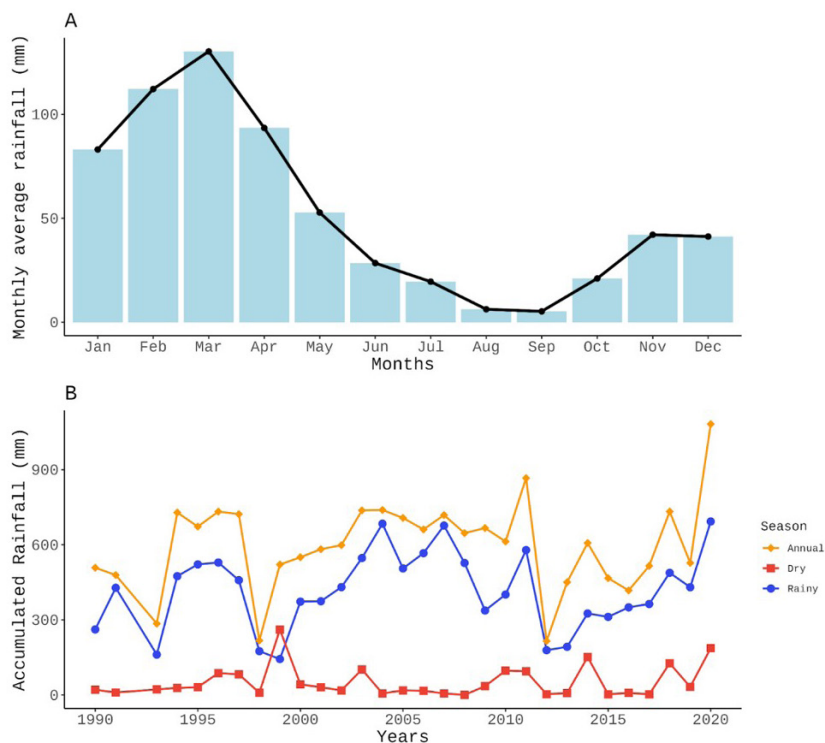 A
Monthly average rainfall (mm)
100
50
0
Jan Feb Mar Apr May Jun Jul Aug Sep Oct Nov Dec
Months
B
Accumulated Rainfall (mm)
900
600
300
0
1990 1995 2000 2005 2010 2015 2020
Years
Season
Annual
Dry
Rainy